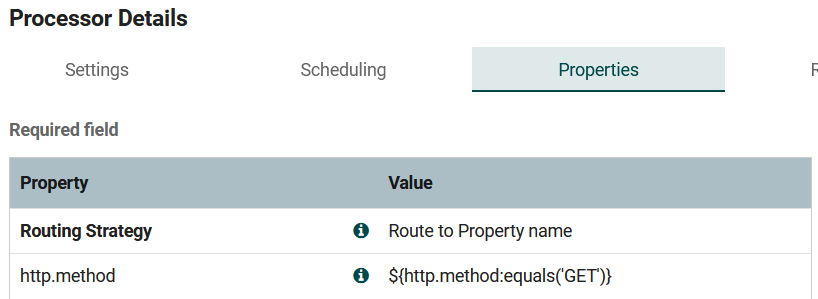 Processor Details
Settings Scheduling Properties R
Required field
Property Value
Routing Strategy Route to Property name
http.method ${http.method:equals('GET')}